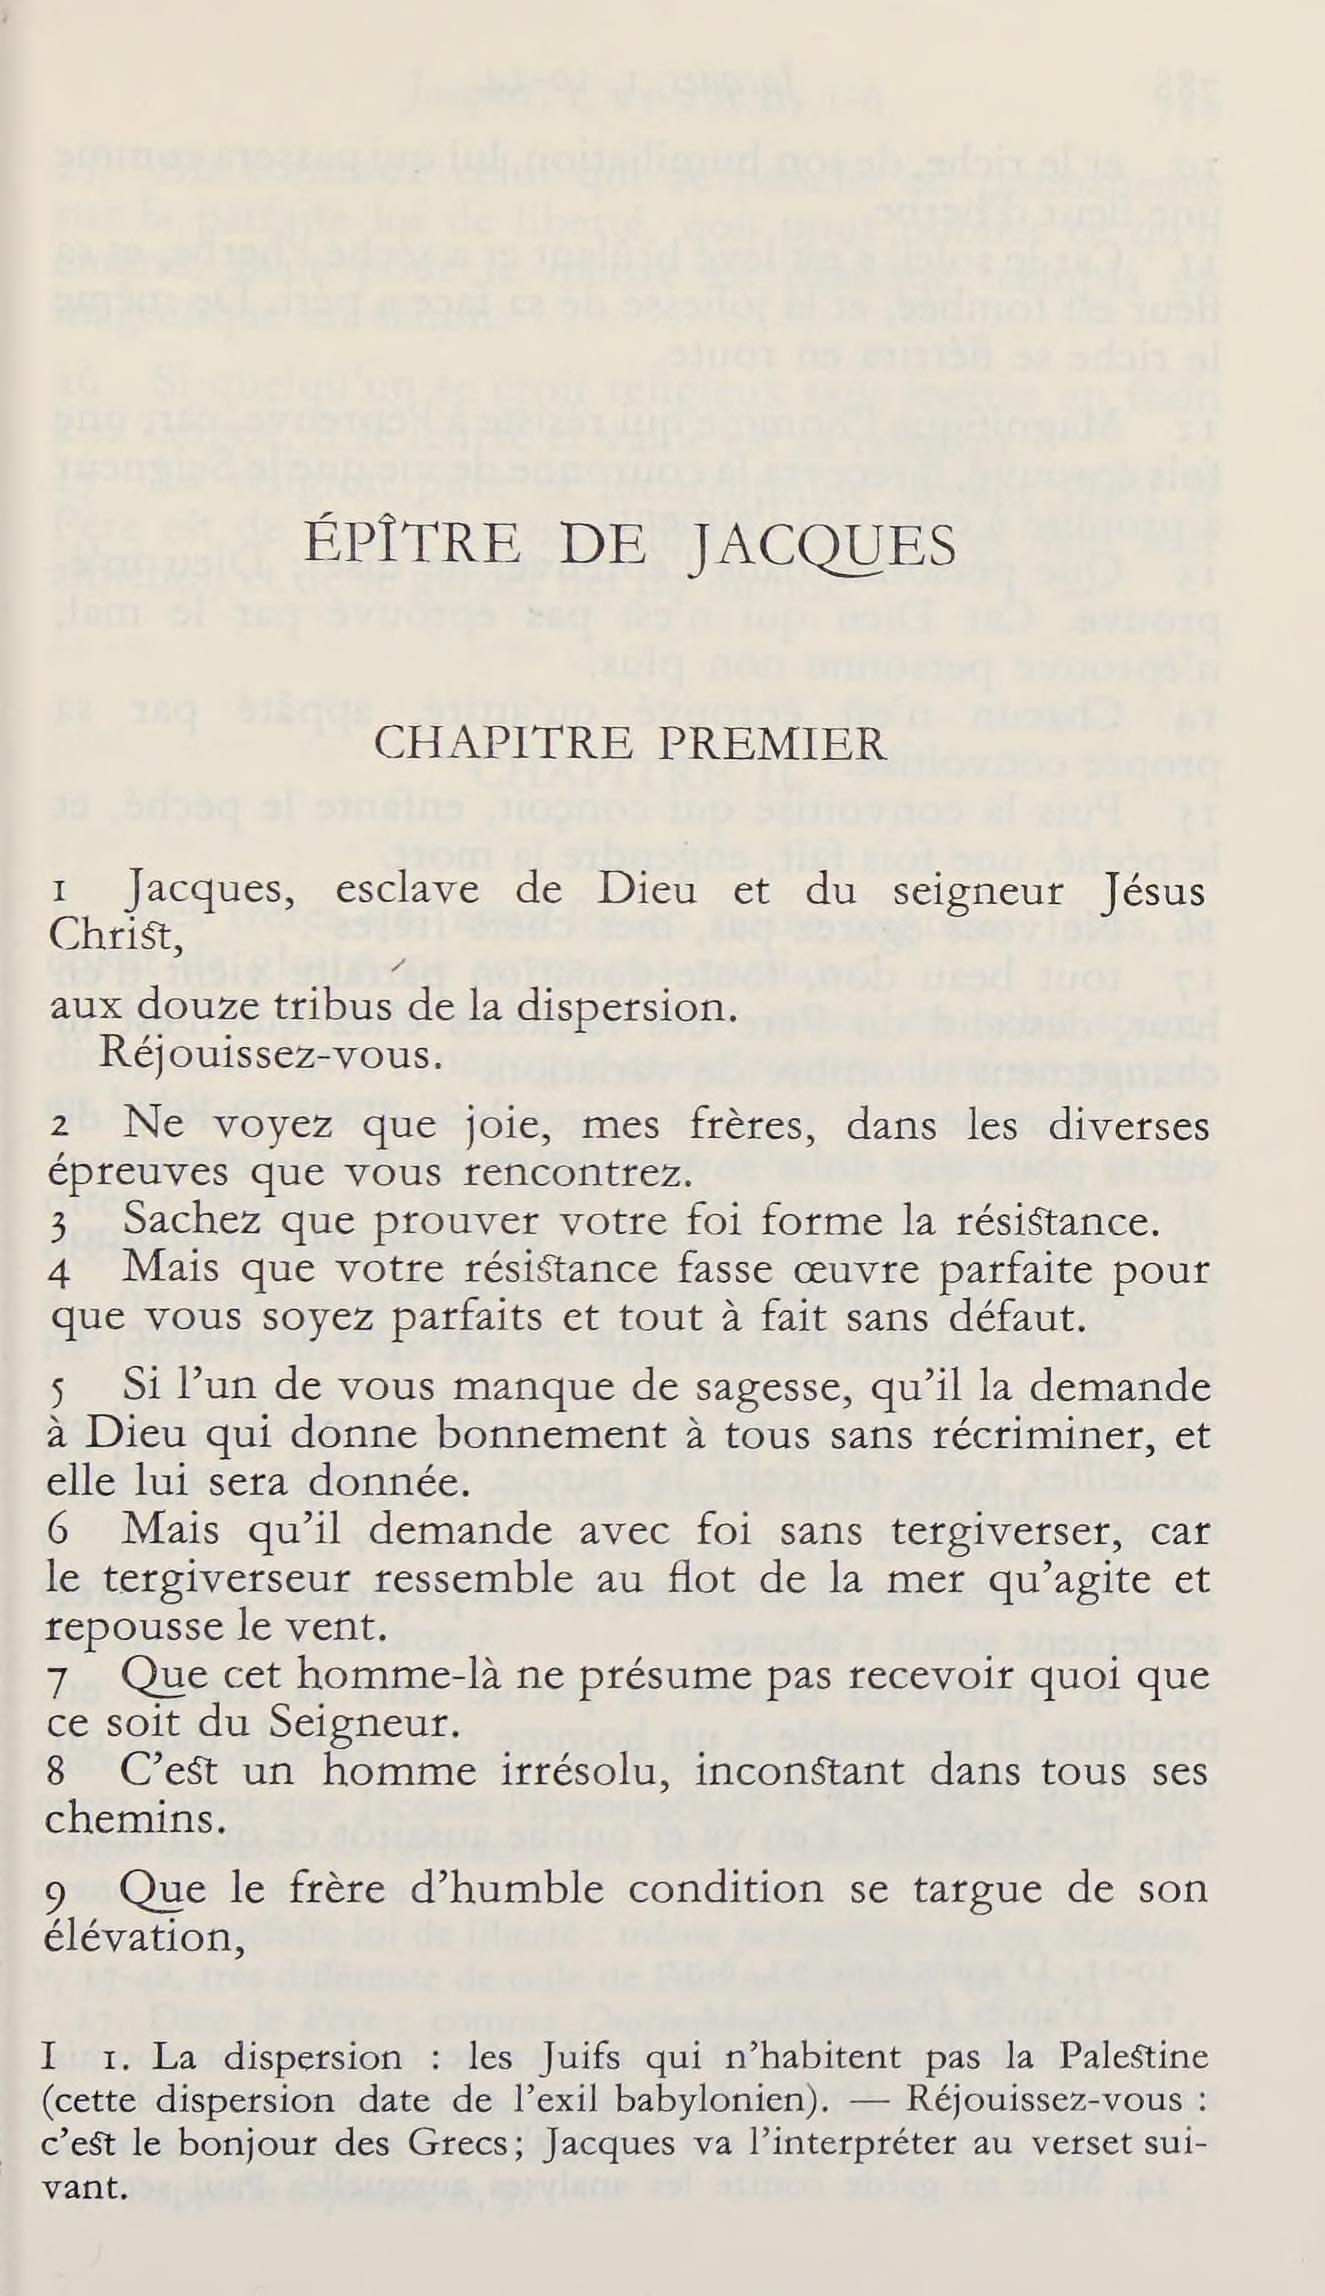 ÉPÎTRE DE JACQUES
CHAPITRE PREMIER
1 Jacques, esclave de Dieu et du seigneur Jésus
Christ,
aux douze tribus de la dispersion.
Réjouissez-vous.
2 Ne voyez que joie, mes frères, dans les diverses
épreuves que vous rencontrez.
3 Sachez que prouver votre foi forme la résistance.
4 Mais que votre résistance fasse œuvre parfaite pour
que vous soyez parfaits et tout à fait sans défaut.
5 Si l’un de vous manque de sagesse, qu’il la demande
à Dieu qui donne bonnement à tous sans récriminer, et
elle lui sera donnée.
6 Mais qu’il demande avec foi sans tergiverser, car
le tergiverseur ressemble au flot de la mer qu’agite et
repousse le vent.
7 Que cet homme-là ne présume pas recevoir quoi que
ce soit du Seigneur.
8 C’est un homme irrésolu, inconstant dans tous ses
chemins.
9 Que le frère d’humble condition se targue de son
élévation,
I 1. La dispersion : les Juifs qui n’habitent pas la Palestine
(cette dispersion date de l’exil babylonien). — Réjouissez-vous :
c’est le bonjour des Grecs; Jacques va l’interpréter au verset sui-
vant.